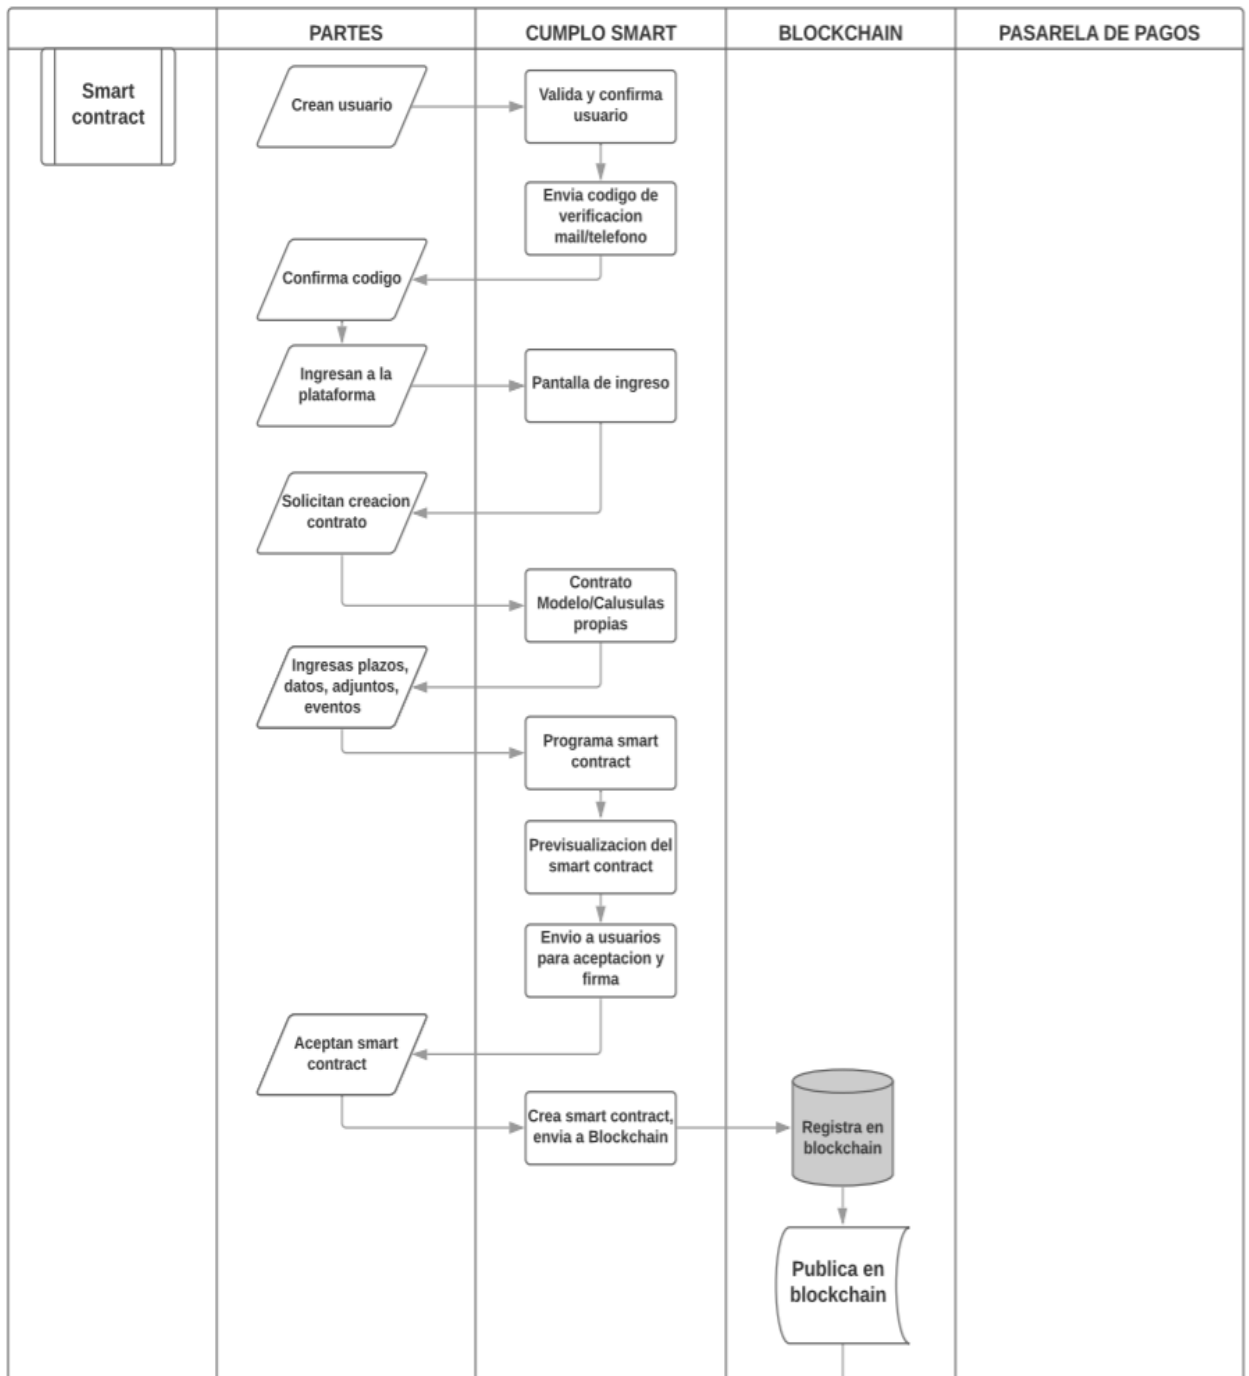 PARTES
CUMPLO SMART
BLOCKCHAIN
PASARELA DE PAGOS
Smart
contract
Crean usuario
Valida y confirma
usuario
Envia codigo de
verificacion
mail/telefono
Confirma codigo
Ingresan a la
plataforma
Pantalla de ingreso
Solicitan creacion
contrato
Contrato
Modelo/Calusulas
propias
Ingresas plazos,
datos, adjuntos,
eventos
Programa smart
contract
Previsualizacion del
smart contract
Envio a usuarios
para aceptacion y
firma
Aceptan smart
contract
Crea smart contract,
envia a Blockchain
Registra en
blockchain
Publica en
blockchain